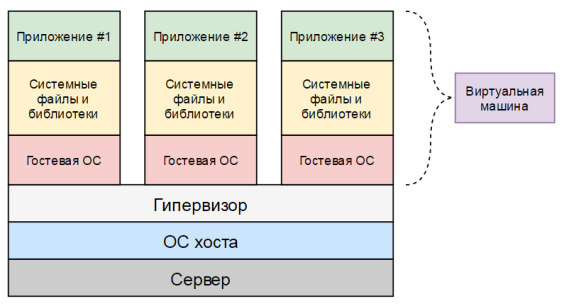 Приложение #1
Приложение #2
Приложение #3
Системные
файлы и
библиотеки
Системные
файлы и
библиотеки
Системные
файлы и
библиотеки
Гостевая ОС
Гостевая ОС
Гостевая ОС
Виртуальная
машина
Гипервизор
ОС хоста
Сервер